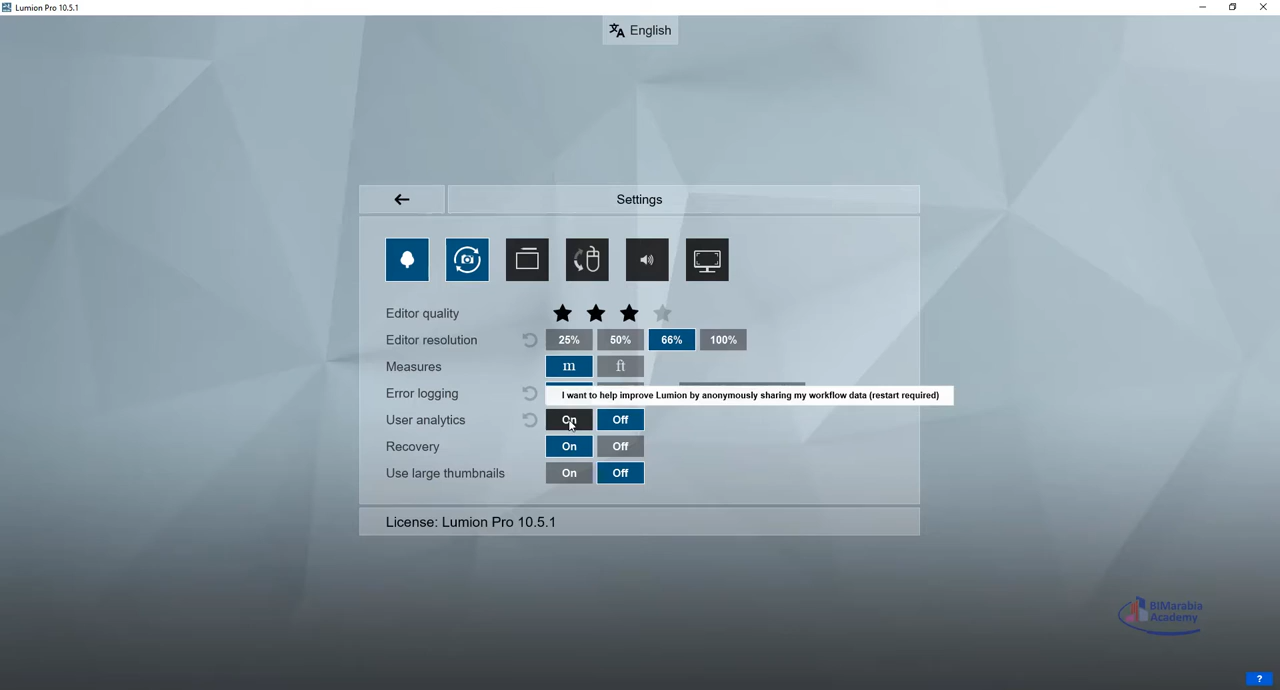 Lumion Pro 10.5.1
English
Settings
Editor quality
Editor resolution 25% 50% 66% 100%
Measures m ft
Error logging
I want to help improve Lumion by anonymously sharing my workflow data (restart required)
User analytics On Off
Recovery On Off
Use large thumbnails On Off
License: Lumion Pro 10.5.1
BIMarabia
Academy
?